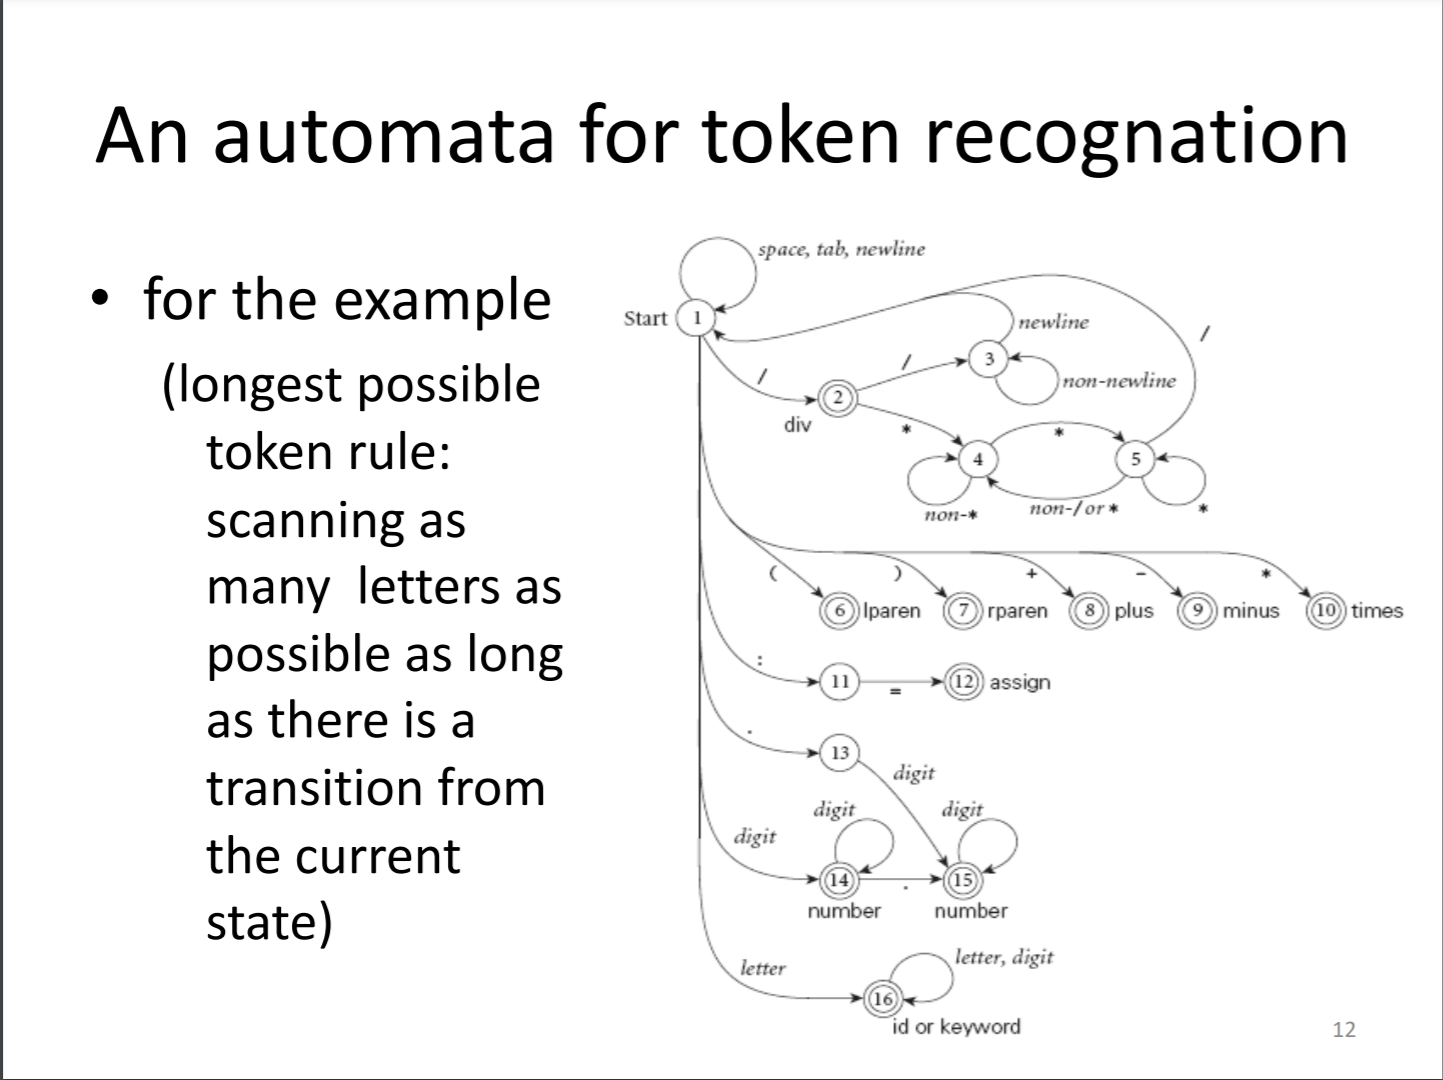 An automata for token recognation
• for the example
(longest possible
token rule:
scanning as
many letters as
possible as long
as there is a
transition from
the current
state)
space, tab, newline
Start 1
newline
/
/ 3
/
non-newline
2
div
*
*
4
5
non-*
non-/ or *
*
( ) + - *
6 lparen 7 rparen 8 plus 9 minus 10 times
:
11 = 12 assign
.
13
digit
digit digit
digit
14 . 15
number number
letter, digit
letter
16
id or keyword
12